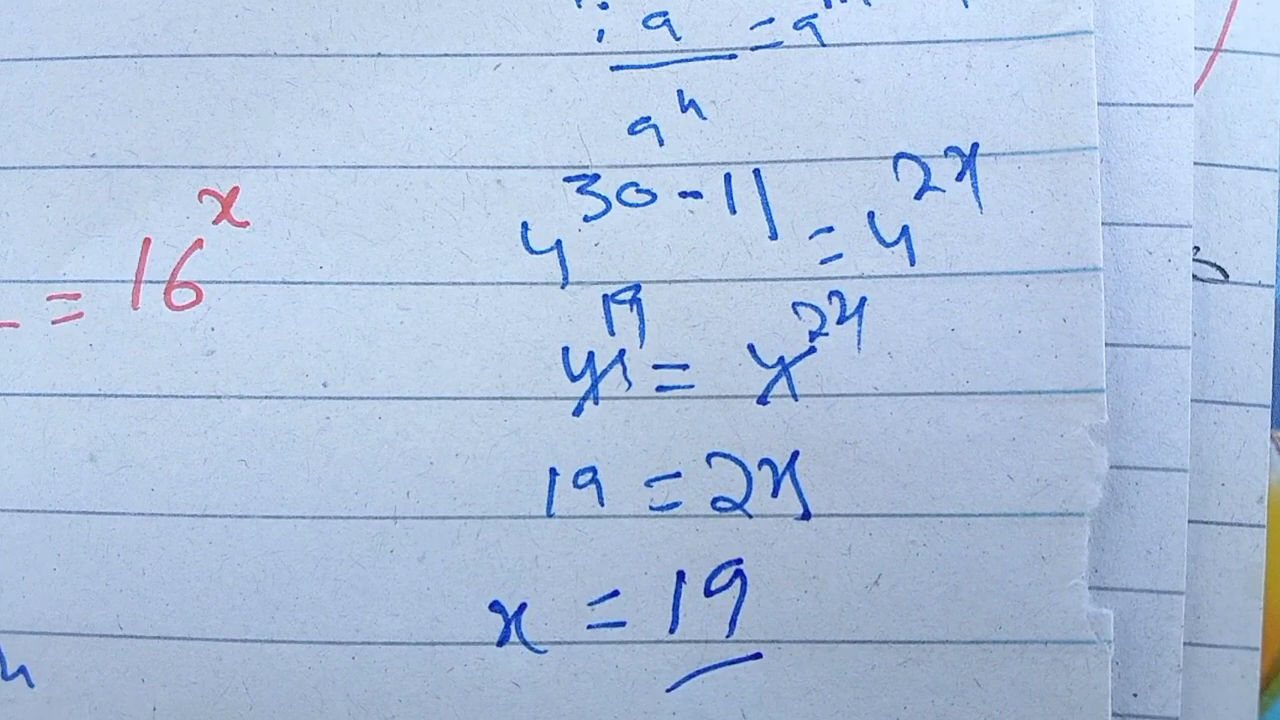 a = a
a^n
= 16^x
4^30-11 = 4^2x
4^19 = 4^2x
19 = 2x
x = 19